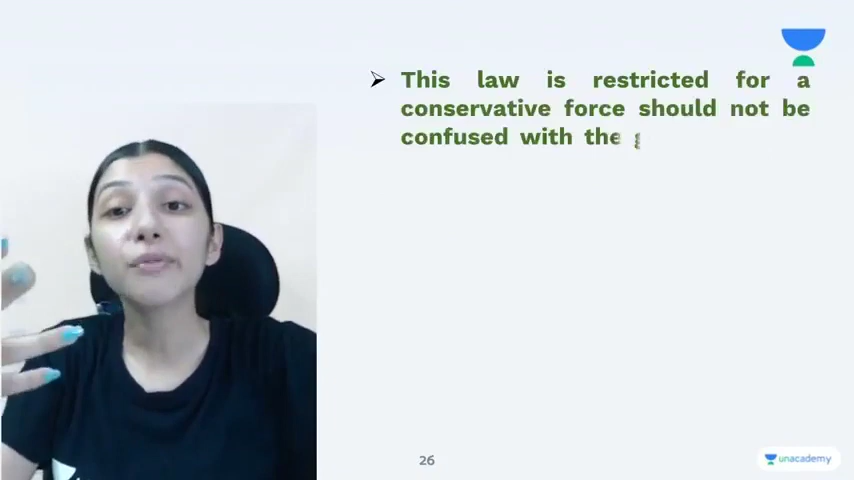 This law is restricted for a
conservative force should not be
confused with the
26
unacademy